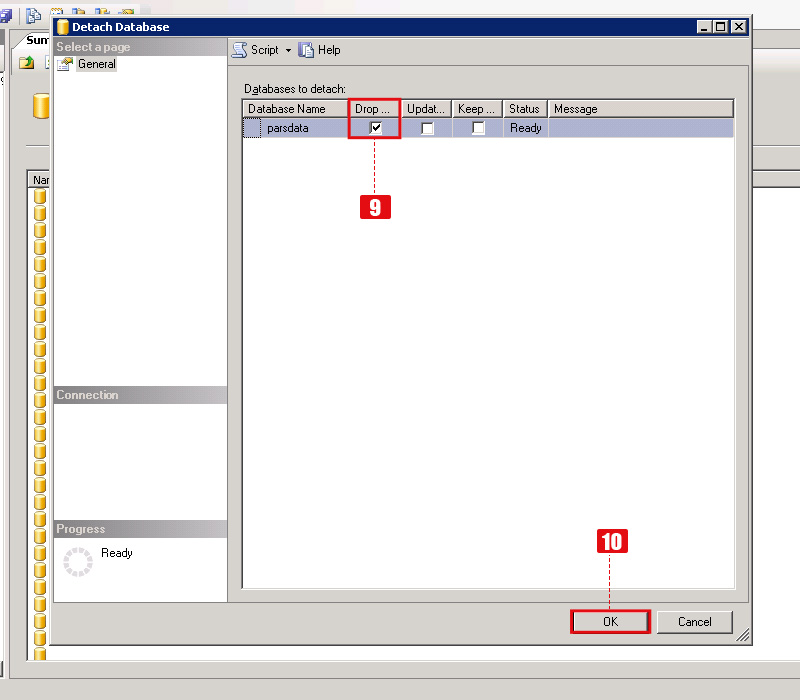 Detach Database
Sum
Select a page
General
Script
Help
Databases to detach:
Database Name Drop ... Updat... Keep ... Status Message
parsdata Ready
Nar
9
Connection
Progress
Ready
10
OK Cancel